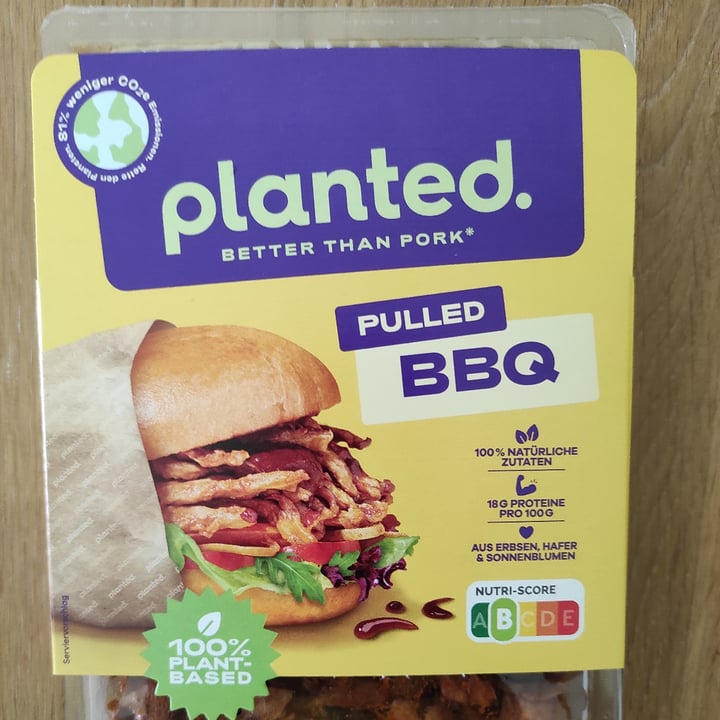 81% weniger CO2e Emissionen. Rette den Planeten.
planted.
BETTER THAN PORK*
PULLED
BBQ
100% NATÜRLICHE
ZUTATEN
18G PROTEINE
PRO 100G
AUS ERBSEN, HAFER
& SONNENBLUMEN
NUTRI-SCORE
A B C D E
100%
PLANT-
BASED
Serviervorschlag
planted.